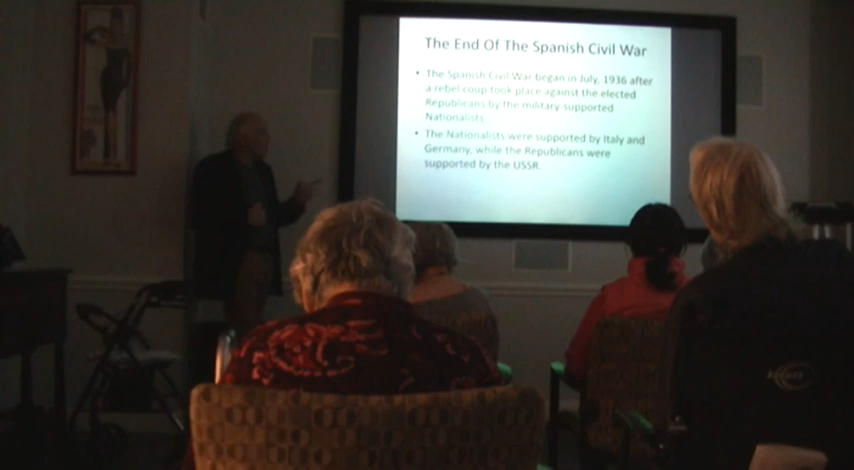 The End Of The Spanish Civil War
• The Spanish Civil War began in July, 1936 after
a rebel coup took place against the elected
Republicans by the military-supported
Nationalists.
• The Nationalists were supported by Italy and
Germany, while the Republicans were
supported by the USSR.